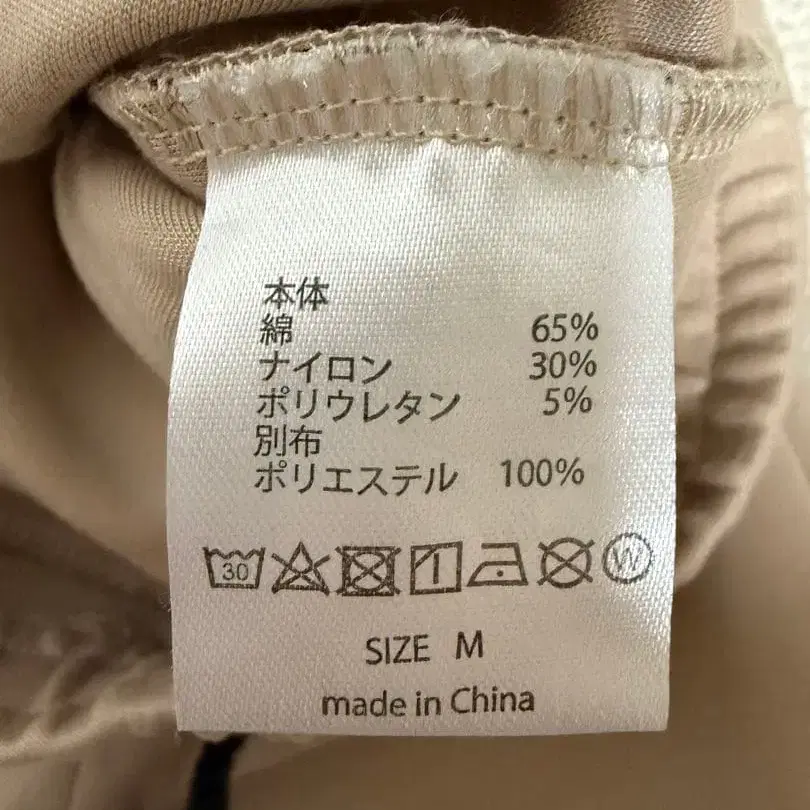 本体
綿 65%
ナイロン 30%
ポリウレタン 5%
別布
ポリエステル 100%
30 W
SIZE M
made in China